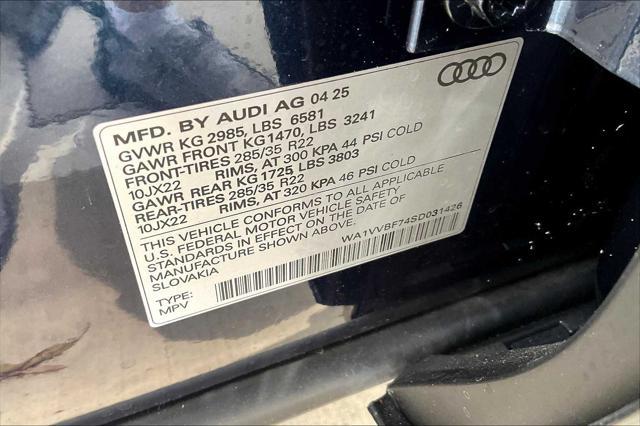 MFD. BY AUDI AG 04 25
GVWR KG 2985, LBS 6581
GAWR FRONT KG1470, LBS 3241
FRONT-TIRES 285/35 R22
10JX22 RIMS, AT 300 KPA 44 PSI COLD
GAWR REAR KG 1725 LBS 3803
REAR-TIRES 285/35 R22
10JX22 RIMS, AT 320 KPA 46 PSI COLD
THIS VEHICLE CONFORMS TO ALL APPLICABLE
U.S. FEDERAL MOTOR VEHICLE SAFETY
STANDARDS IN EFFECT ON THE DATE OF
MANUFACTURE SHOWN ABOVE.
SLOVAKIA
WA1VVBF74SD031426
TYPE:
MPV